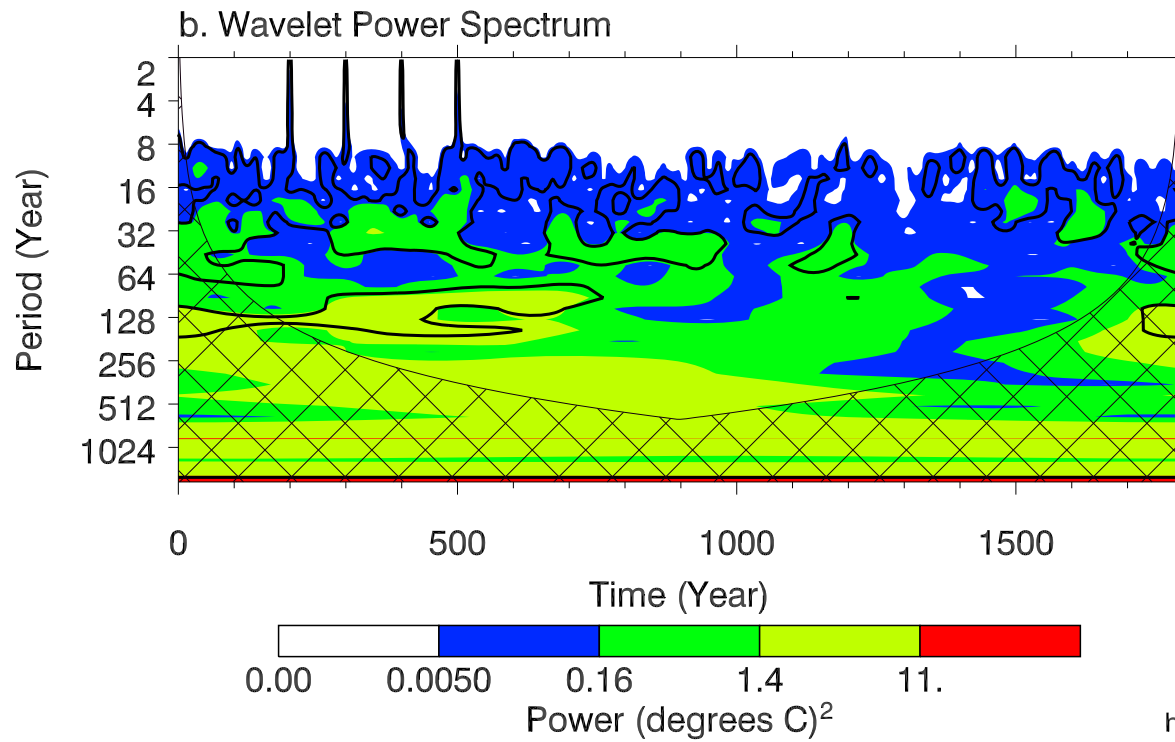 b. Wavelet Power Spectrum
2
4
8
16
32
64
128
256
512
1024
Period (Year)
0 500 1000 1500
Time (Year)
0.00 0.0050 0.16 1.4 11.
Power (degrees C)²
h